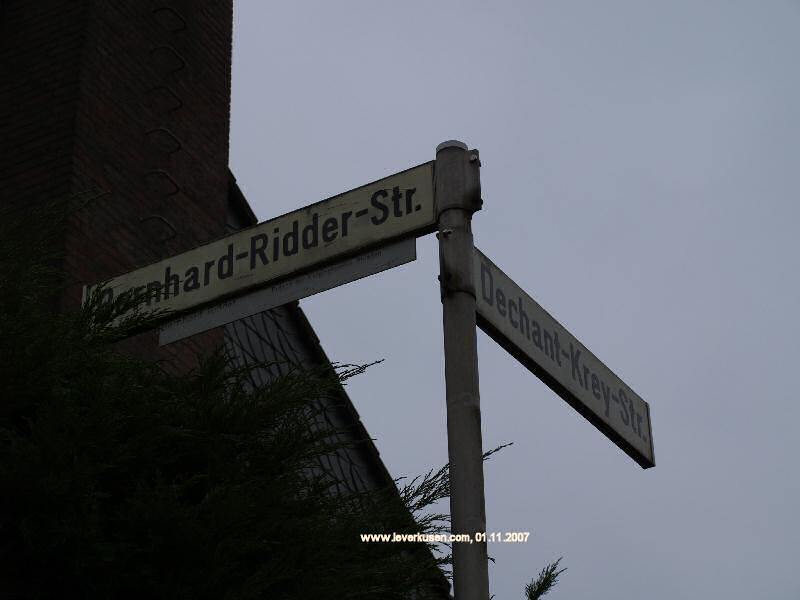 Bernhard-Ridder-Str.
Dechant-Krey-Str.
www.leverkusen.com, 01.11.2007